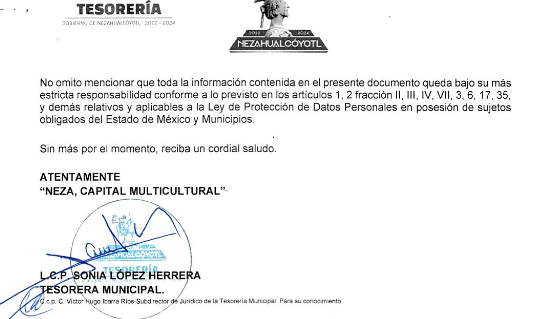 TESORERÍA
GOBIERNO DE NEZAHUALCÓYOTL · 2022 - 2024
2022 2024
NEZAHUALCÓYOTL
No omito mencionar que toda la información contenida en el presente documento queda bajo su más
estricta responsabilidad conforme a lo previsto en los artículos 1, 2 fracción II, III, IV, VII, 3, 6, 17, 35,
y demás relativos y aplicables a la Ley de Protección de Datos Personales en posesión de sujetos
obligados del Estado de México y Municipios.
Sin más por el momento, reciba un cordial saludo.
ATENTAMENTE
“NEZA, CAPITAL MULTICULTURAL”
NEZAHUALCÓYOTL
TESORERÍA
L.C.P. SONIA LÓPEZ HERRERA
TESORERA MUNICIPAL.
C.c.p. C. Víctor Hugo Ibarra Ríos-Subdirector de Jurídico de la Tesorería Municipal. Para su conocimiento